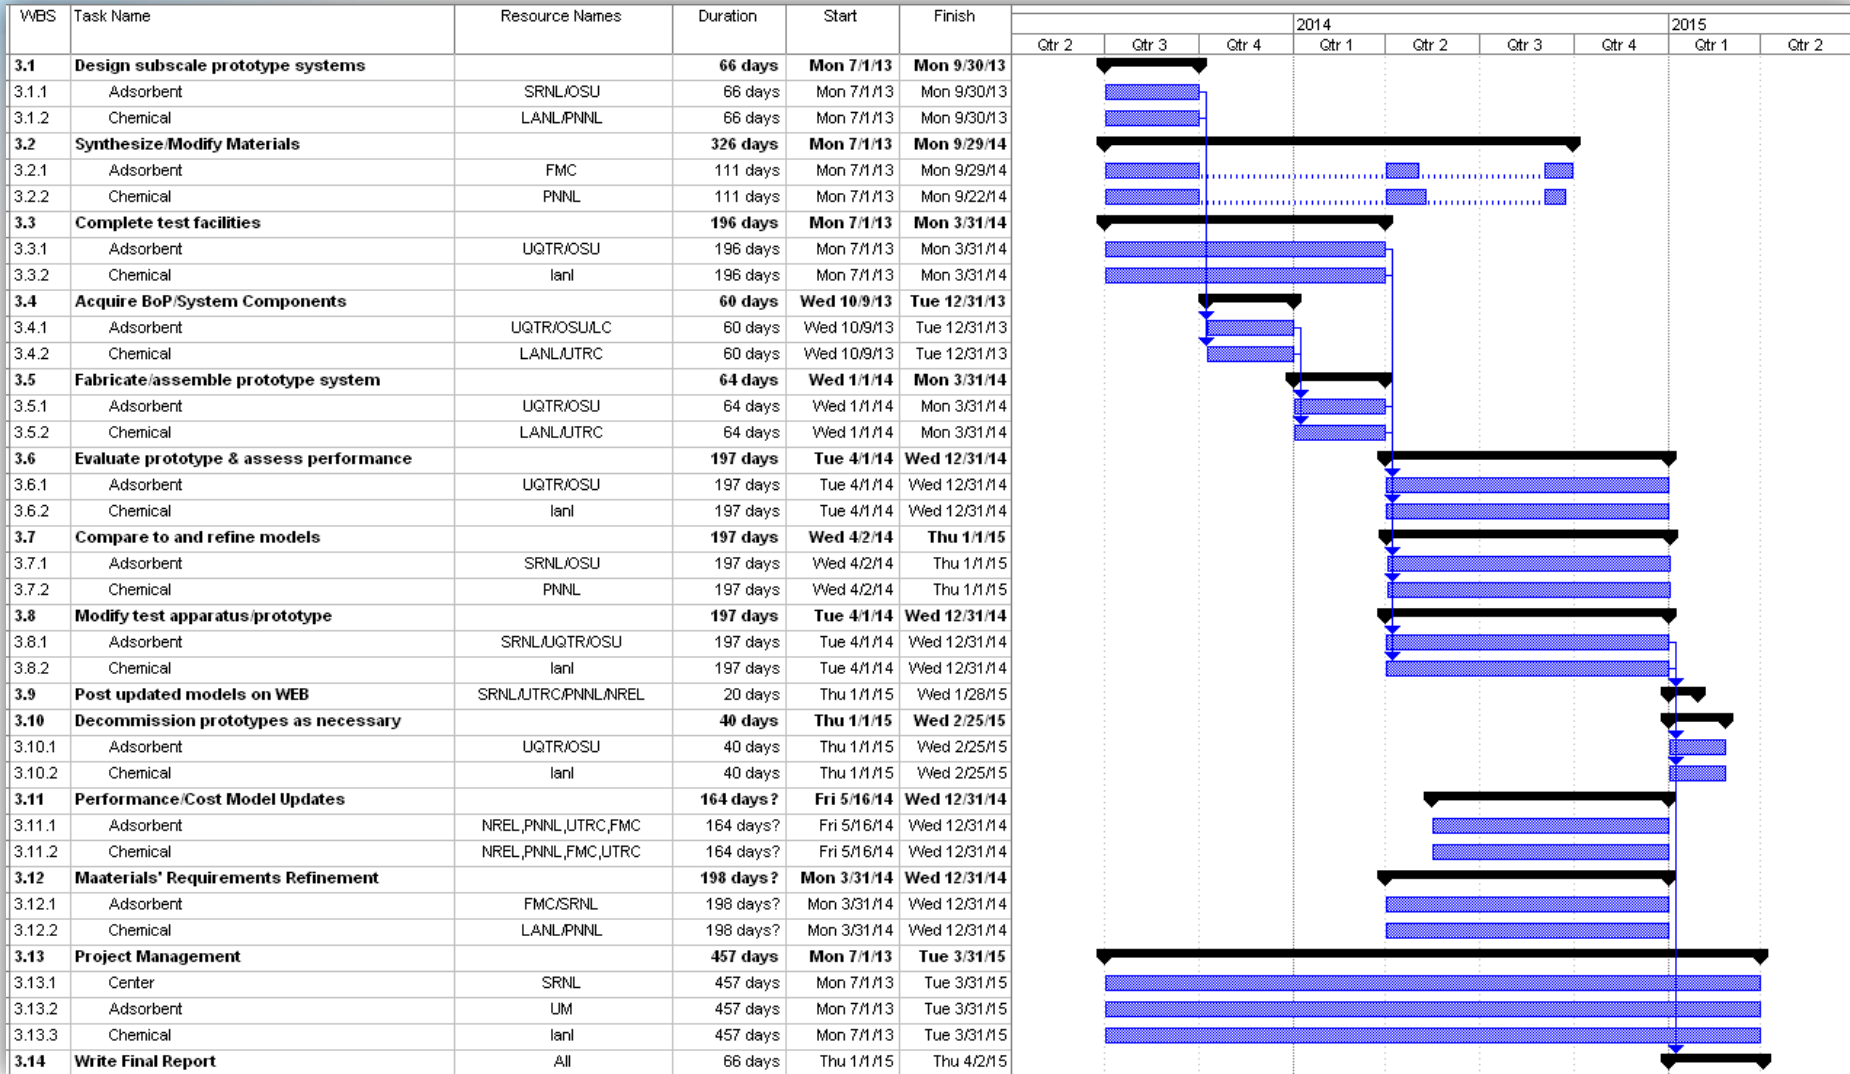 WBS Task Name Resource Names Duration Start Finish
2014 2015
Qtr 2 Qtr 3 Qtr 4 Qtr 1 Qtr 2 Qtr 3 Qtr 4 Qtr 1 Qtr 2
3.1 Design subscale prototype systems 66 days Mon 7/1/13 Mon 9/30/13
3.1.1 Adsorbent SRNL/OSU 66 days Mon 7/1/13 Mon 9/30/13
3.1.2 Chemical LANL/PNNL 66 days Mon 7/1/13 Mon 9/30/13
3.2 Synthesize/Modify Materials 326 days Mon 7/1/13 Mon 9/29/14
3.2.1 Adsorbent FMC 111 days Mon 7/1/13 Mon 9/29/14
3.2.2 Chemical PNNL 111 days Mon 7/1/13 Mon 9/22/14
3.3 Complete test facilities 196 days Mon 7/1/13 Mon 3/31/14
3.3.1 Adsorbent UQTR/OSU 196 days Mon 7/1/13 Mon 3/31/14
3.3.2 Chemical lanl 196 days Mon 7/1/13 Mon 3/31/14
3.4 Acquire BoP/System Components 60 days Wed 10/9/13 Tue 12/31/13
3.4.1 Adsorbent UQTR/OSU/LC 60 days Wed 10/9/13 Tue 12/31/13
3.4.2 Chemical LANL/UTRC 60 days Wed 10/9/13 Tue 12/31/13
3.5 Fabricate/assemble prototype system 64 days Wed 1/1/14 Mon 3/31/14
3.5.1 Adsorbent UQTR/OSU 64 days Wed 1/1/14 Mon 3/31/14
3.5.2 Chemical LANL/UTRC 64 days Wed 1/1/14 Mon 3/31/14
3.6 Evaluate prototype & assess performance 197 days Tue 4/1/14 Wed 12/31/14
3.6.1 Adsorbent UQTR/OSU 197 days Tue 4/1/14 Wed 12/31/14
3.6.2 Chemical lanl 197 days Tue 4/1/14 Wed 12/31/14
3.7 Compare to and refine models 197 days Wed 4/2/14 Thu 1/1/15
3.7.1 Adsorbent SRNL/OSU 197 days Wed 4/2/14 Thu 1/1/15
3.7.2 Chemical PNNL 197 days Wed 4/2/14 Thu 1/1/15
3.8 Modify test apparatus/prototype 197 days Tue 4/1/14 Wed 12/31/14
3.8.1 Adsorbent SRNL/UQTR/OSU 197 days Tue 4/1/14 Wed 12/31/14
3.8.2 Chemical lanl 197 days Tue 4/1/14 Wed 12/31/14
3.9 Post updated models on WEB SRNL/UTRC/PNNL/NREL 20 days Thu 1/1/15 Wed 1/28/15
3.10 Decommission prototypes as necessary 40 days Thu 1/1/15 Wed 2/25/15
3.10.1 Adsorbent UQTR/OSU 40 days Thu 1/1/15 Wed 2/25/15
3.10.2 Chemical lanl 40 days Thu 1/1/15 Wed 2/25/15
3.11 Performance/Cost Model Updates 164 days? Fri 5/16/14 Wed 12/31/14
3.11.1 Adsorbent NREL,PNNL,UTRC,FMC 164 days? Fri 5/16/14 Wed 12/31/14
3.11.2 Chemical NREL,PNNL,FMC,UTRC 164 days? Fri 5/16/14 Wed 12/31/14
3.12 Maaterials' Requirements Refinement 198 days? Mon 3/31/14 Wed 12/31/14
3.12.1 Adsorbent FMC/SRNL 198 days? Mon 3/31/14 Wed 12/31/14
3.12.2 Chemical LANL/PNNL 198 days? Mon 3/31/14 Wed 12/31/14
3.13 Project Management 457 days Mon 7/1/13 Tue 3/31/15
3.13.1 Center SRNL 457 days Mon 7/1/13 Tue 3/31/15
3.13.2 Adsorbent UM 457 days Mon 7/1/13 Tue 3/31/15
3.13.3 Chemical lanl 457 days Mon 7/1/13 Tue 3/31/15
3.14 Write Final Report All 66 days Thu 1/1/15 Thu 4/2/15